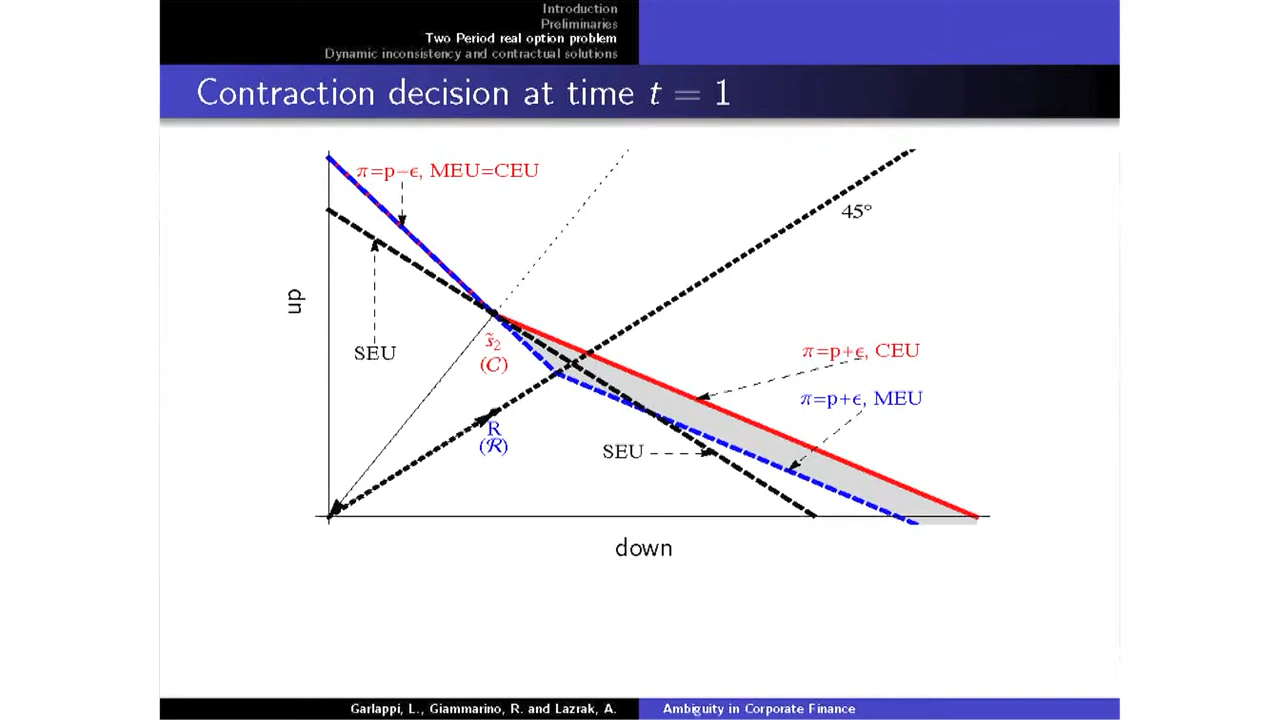 Introduction
Preliminaries
Two Period real option problem
Dynamic inconsistency and contractual solutions
Contraction decision at time t = 1
π=p−ϵ, MEU=CEU
45°
up
SEU
s̃₂
(C)
π=p+ϵ, CEU
π=p+ϵ, MEU
R
(ℛ)
SEU
down
Garlappi, L., Giammarino, R. and Lazrak, A.
Ambiguity in Corporate Finance